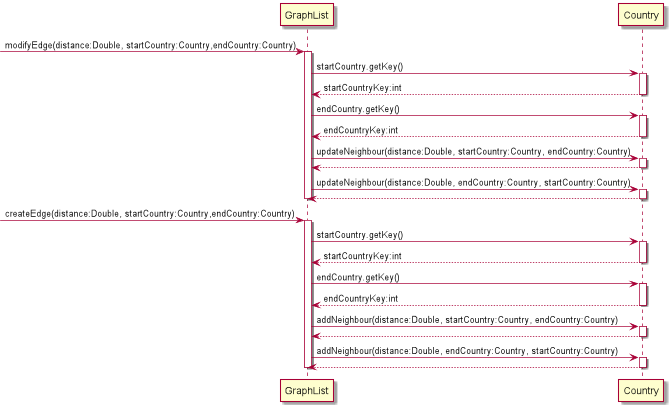 GraphList Country
modifyEdge(distance:Double, startCountry:Country,endCountry:Country)
startCountry.getKey()
startCountryKey:int
endCountry.getKey()
endCountryKey:int
updateNeighbour(distance:Double, startCountry:Country, endCountry:Country)
updateNeighbour(distance:Double, endCountry:Country, startCountry:Country)
createEdge(distance:Double, startCountry:Country,endCountry:Country)
startCountry.getKey()
startCountryKey:int
endCountry.getKey()
endCountryKey:int
addNeighbour(distance:Double, startCountry:Country, endCountry:Country)
addNeighbour(distance:Double, endCountry:Country, startCountry:Country)
GraphList Country